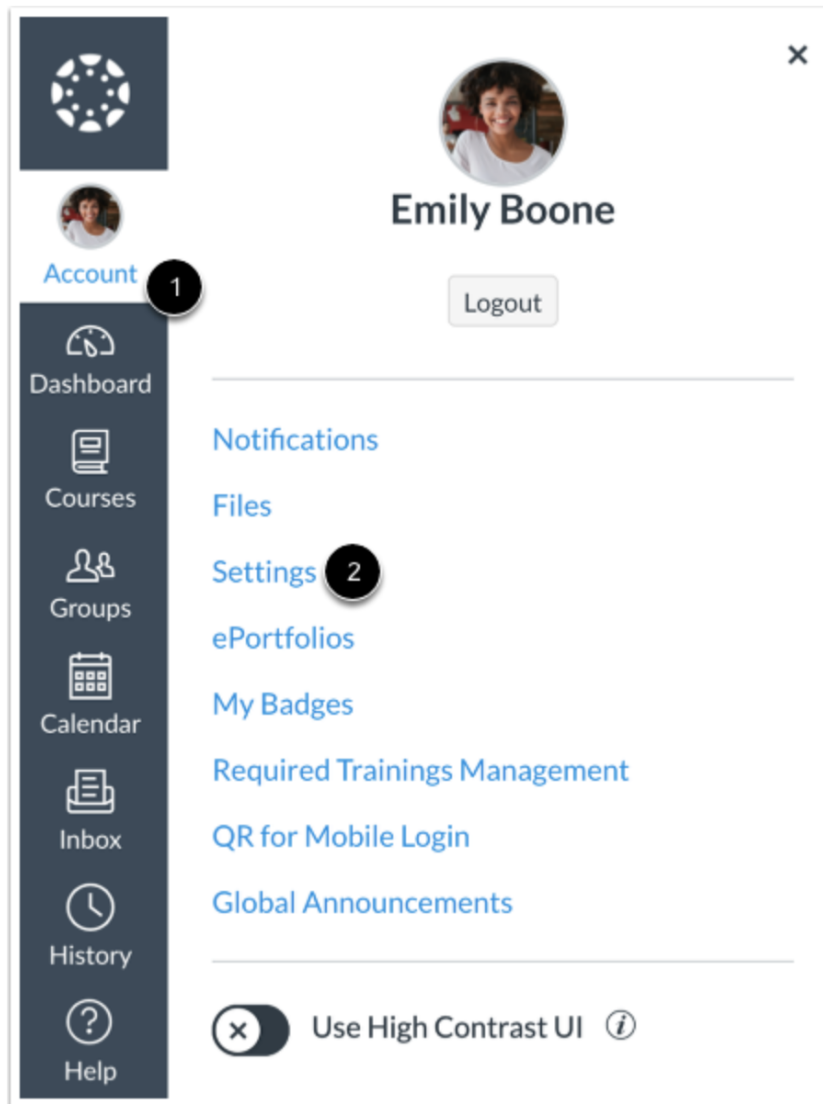 Account
1
Dashboard
Courses
Groups
Calendar
Inbox
History
Help
Emily Boone
Logout
Notifications
Files
Settings 2
ePortfolios
My Badges
Required Trainings Management
QR for Mobile Login
Global Announcements
Use High Contrast UI i